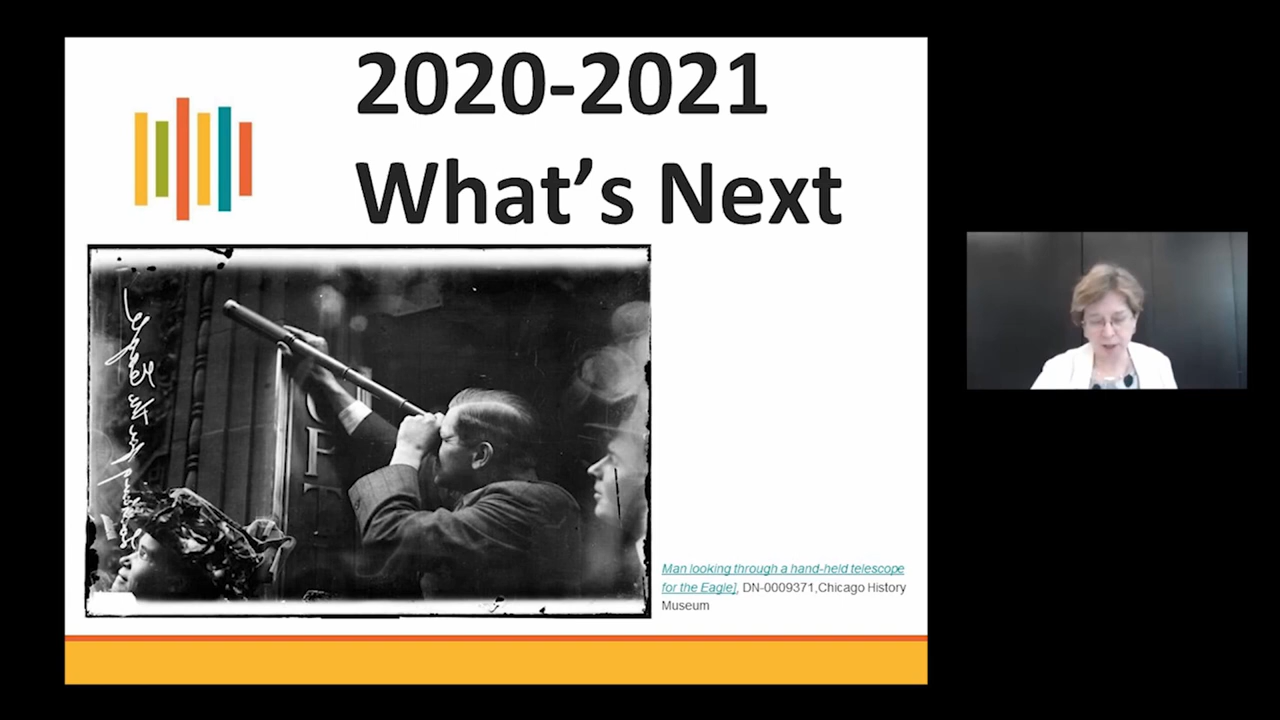 2020-2021
What's Next
Man looking through a hand-held telescope
for the Eagle], DN-0009371,Chicago History
Museum